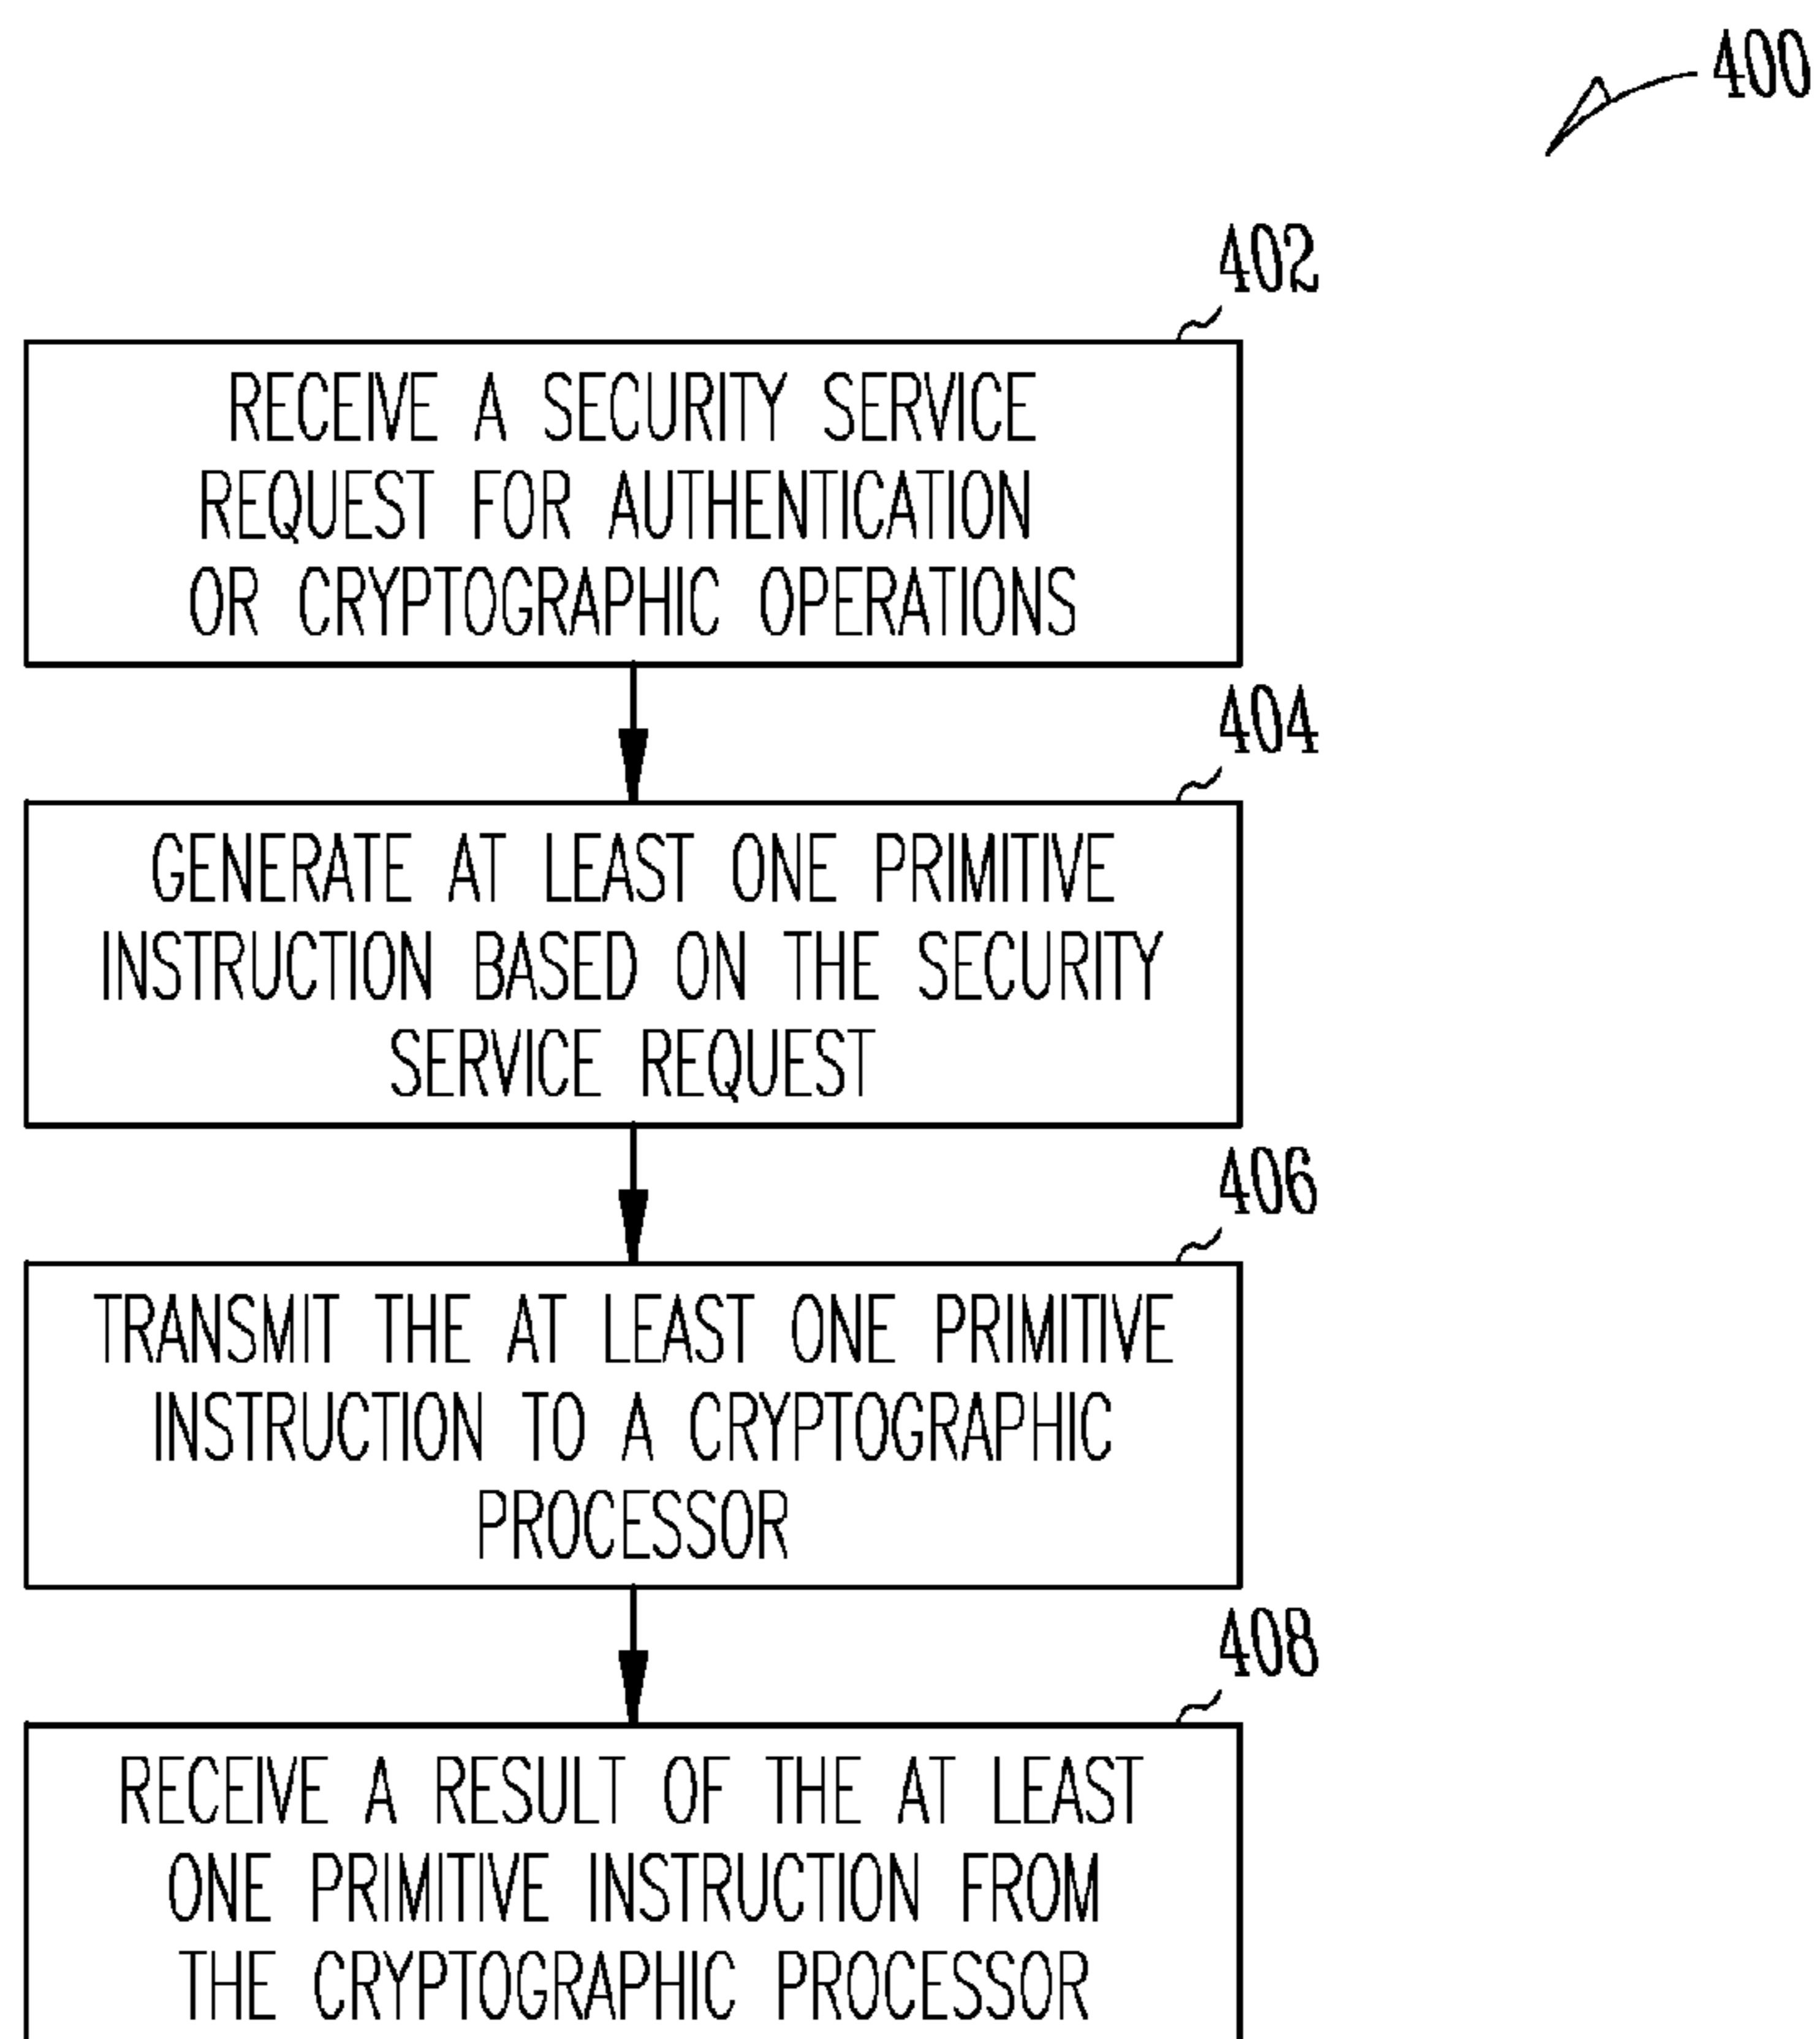 400
402
RECEIVE A SECURITY SERVICE
REQUEST FOR AUTHENTICATION
OR CRYPTOGRAPHIC OPERATIONS
404
GENERATE AT LEAST ONE PRIMITIVE
INSTRUCTION BASED ON THE SECURITY
SERVICE REQUEST
406
TRANSMIT THE AT LEAST ONE PRIMITIVE
INSTRUCTION TO A CRYPTOGRAPHIC
PROCESSOR
408
RECEIVE A RESULT OF THE AT LEAST
ONE PRIMITIVE INSTRUCTION FROM
THE CRYPTOGRAPHIC PROCESSOR